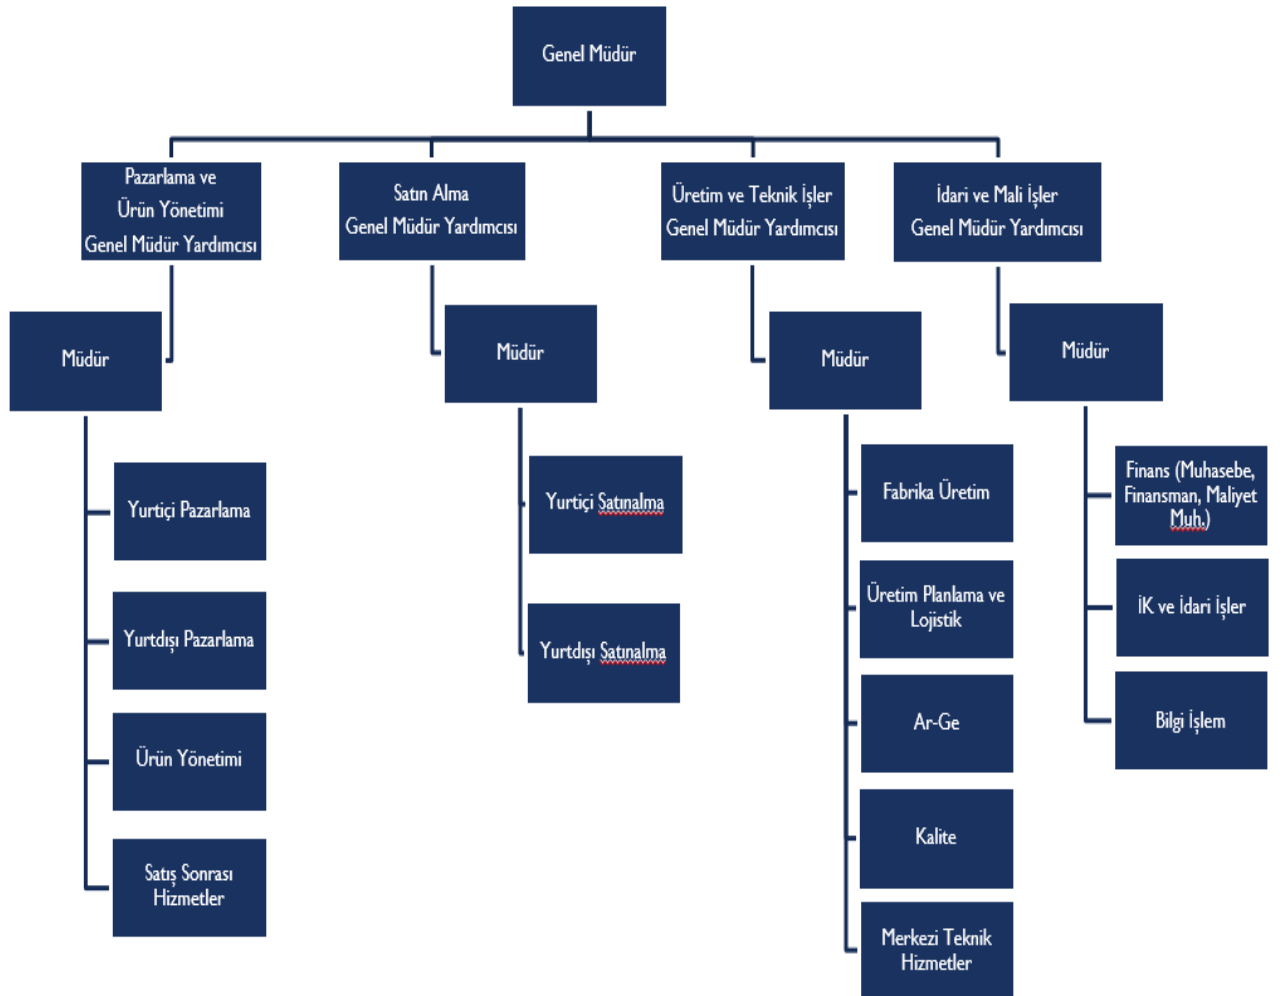 Genel Müdür
Pazarlama ve
Ürün Yönetimi
Genel Müdür Yardımcısı
Satın Alma
Genel Müdür Yardımcısı
Üretim ve Teknik İşler
Genel Müdür Yardımcısı
İdari ve Mali İşler
Genel Müdür Yardımcısı
Müdür
Müdür
Müdür
Müdür
Yurtiçi Pazarlama
Yurtdışı Pazarlama
Ürün Yönetimi
Satış Sonrası
Hizmetler
Yurtiçi Satınalma
Yurtdışı Satınalma
Fabrika Üretim
Üretim Planlama ve
Lojistik
Ar-Ge
Kalite
Merkezi Teknik
Hizmetler
Finans (Muhasebe,
Finansman, Maliyet
Muh.)
İK ve İdari İşler
Bilgi İşlem